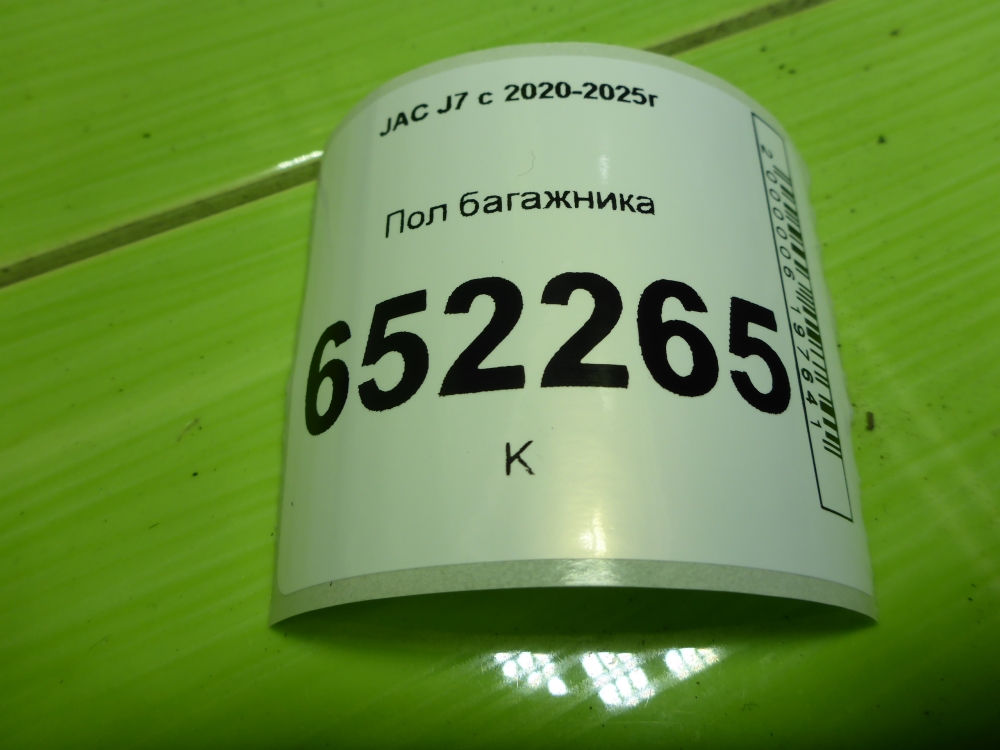 JAC J7 с 2020-2025г
Пол багажника
652265
К
2000006197641